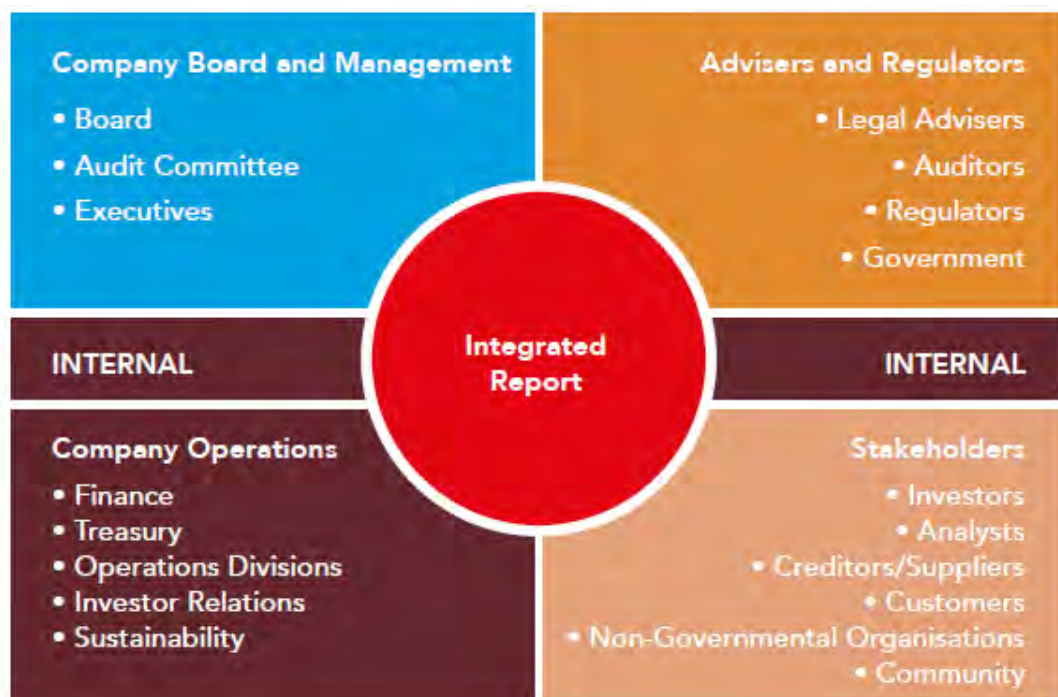 Company Board and Management
• Board
• Audit Committee
• Executives
Advisers and Regulators
• Legal Advisers
• Auditors
• Regulators
• Government
INTERNAL
Integrated
Report
INTERNAL
Company Operations
• Finance
• Treasury
• Operations Divisions
• Investor Relations
• Sustainability
Stakeholders
• Investors
• Analysts
• Creditors/Suppliers
• Customers
• Non-Governmental Organisations
• Community